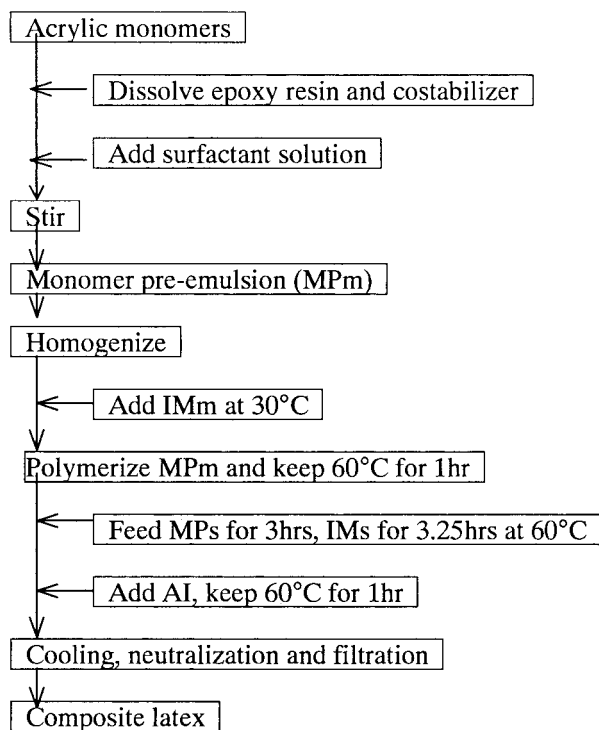 Acrylic monomers
Dissolve epoxy resin and costabilizer
Add surfactant solution
Stir
Monomer pre-emulsion (MPm)
Homogenize
Add IMm at 30°C
Polymerize MPm and keep 60°C for 1hr
Feed MPs for 3hrs, IMs for 3.25hrs at 60°C
Add AI, keep 60°C for 1hr
Cooling, neutralization and filtration
Composite latex